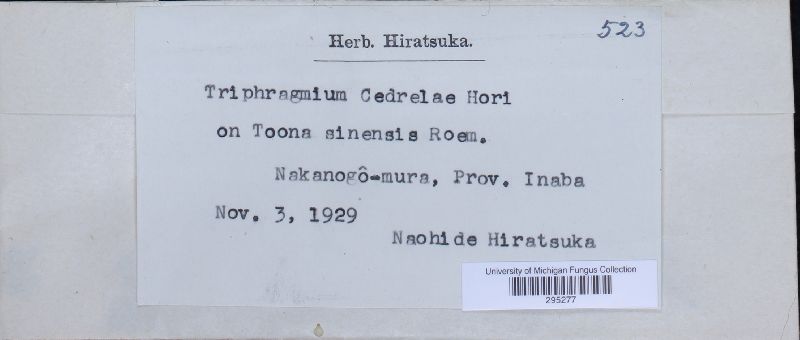 523
Herb. Hiratsuka.
Triphragmium Cedrelae Hori
on Toona sinensis Roem.
Nakanogô-mura, Prov. Inaba
Nov. 3, 1929
Naohide Hiratsuka
University of Michigan Fungus Collection
295277